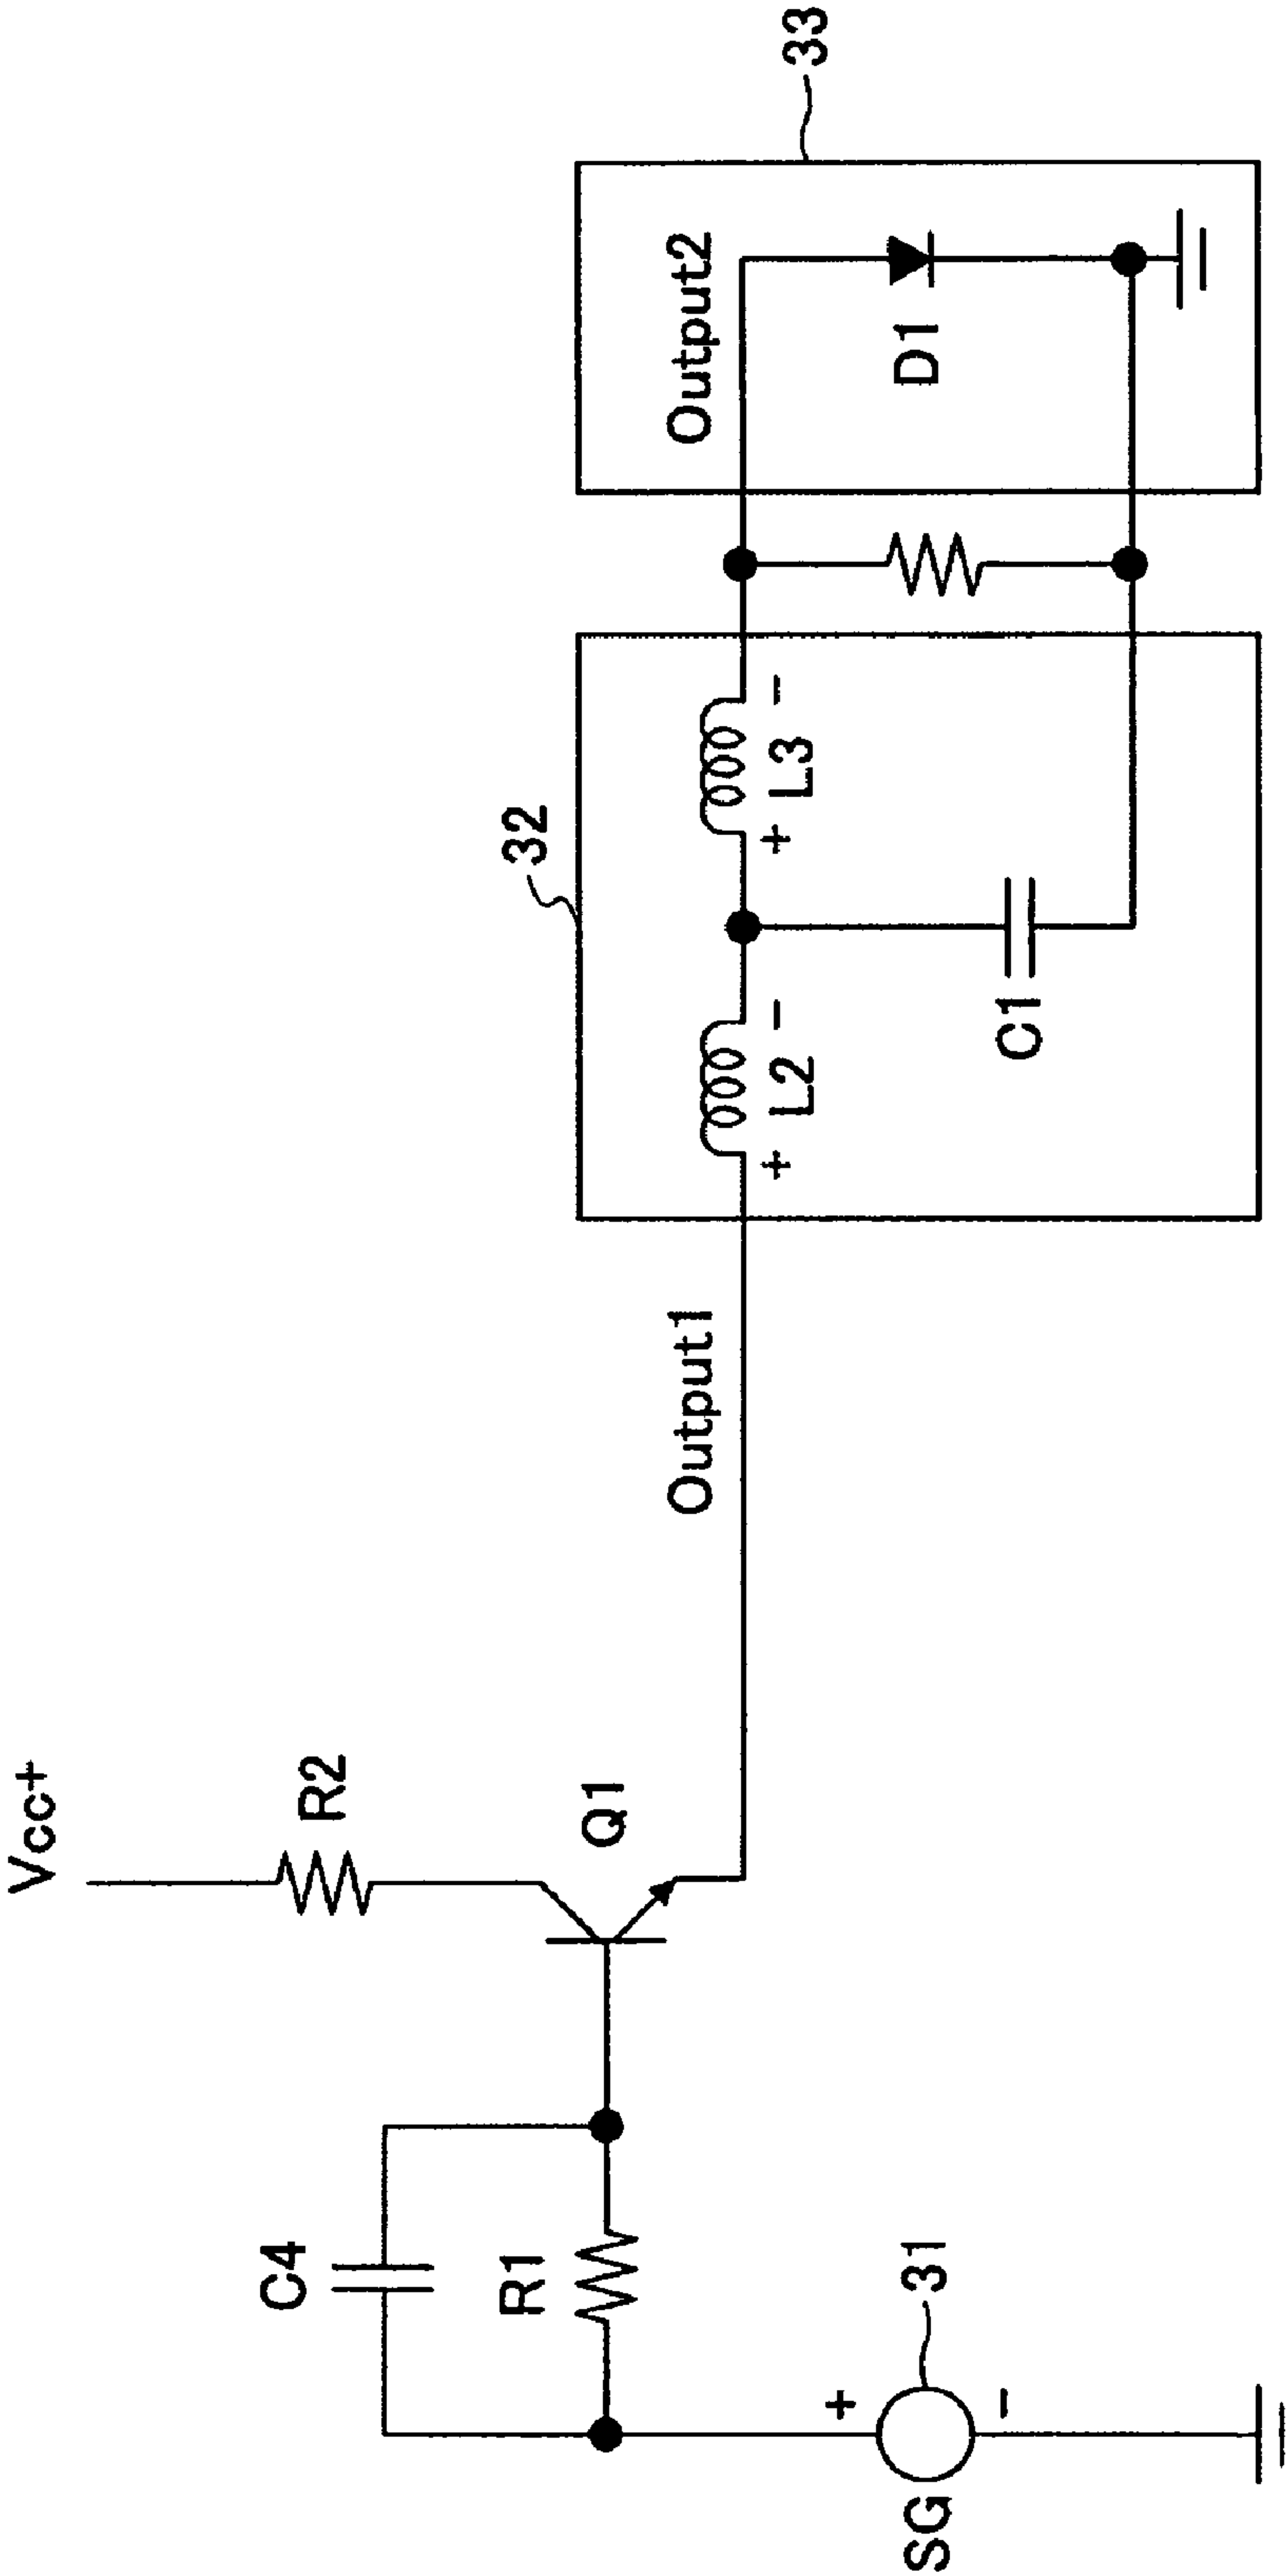 Vcc+
R2
Q1
C4
R1
+
SG
-
31
Output1
32
+ L2 -
+ L3 -
C1
Output2
D1
33